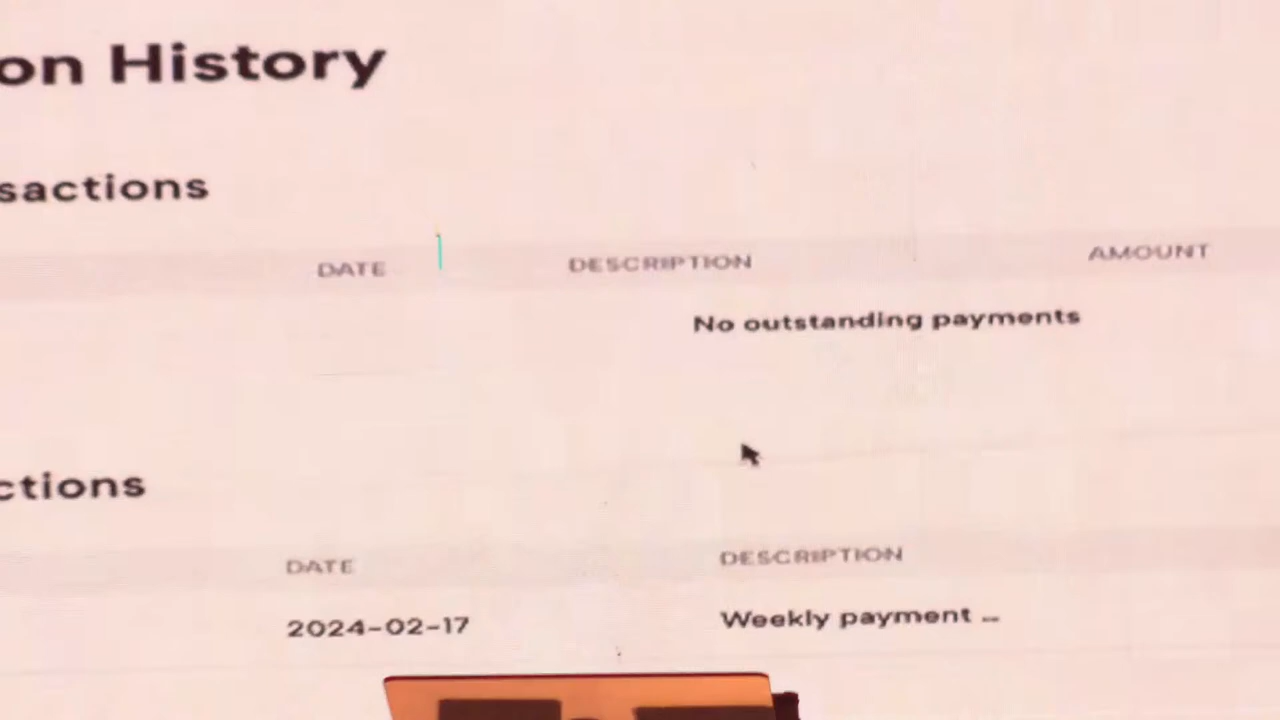 on History
sactions
DATE DESCRIPTION AMOUNT
No outstanding payments
ctions
DATE DESCRIPTION
2024-02-17 Weekly payment ...